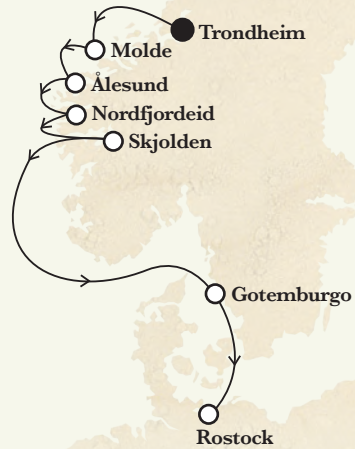 Trondheim
Molde
Ålesund
Nordfjordeid
Skjolden
Gotemburgo
Rostock